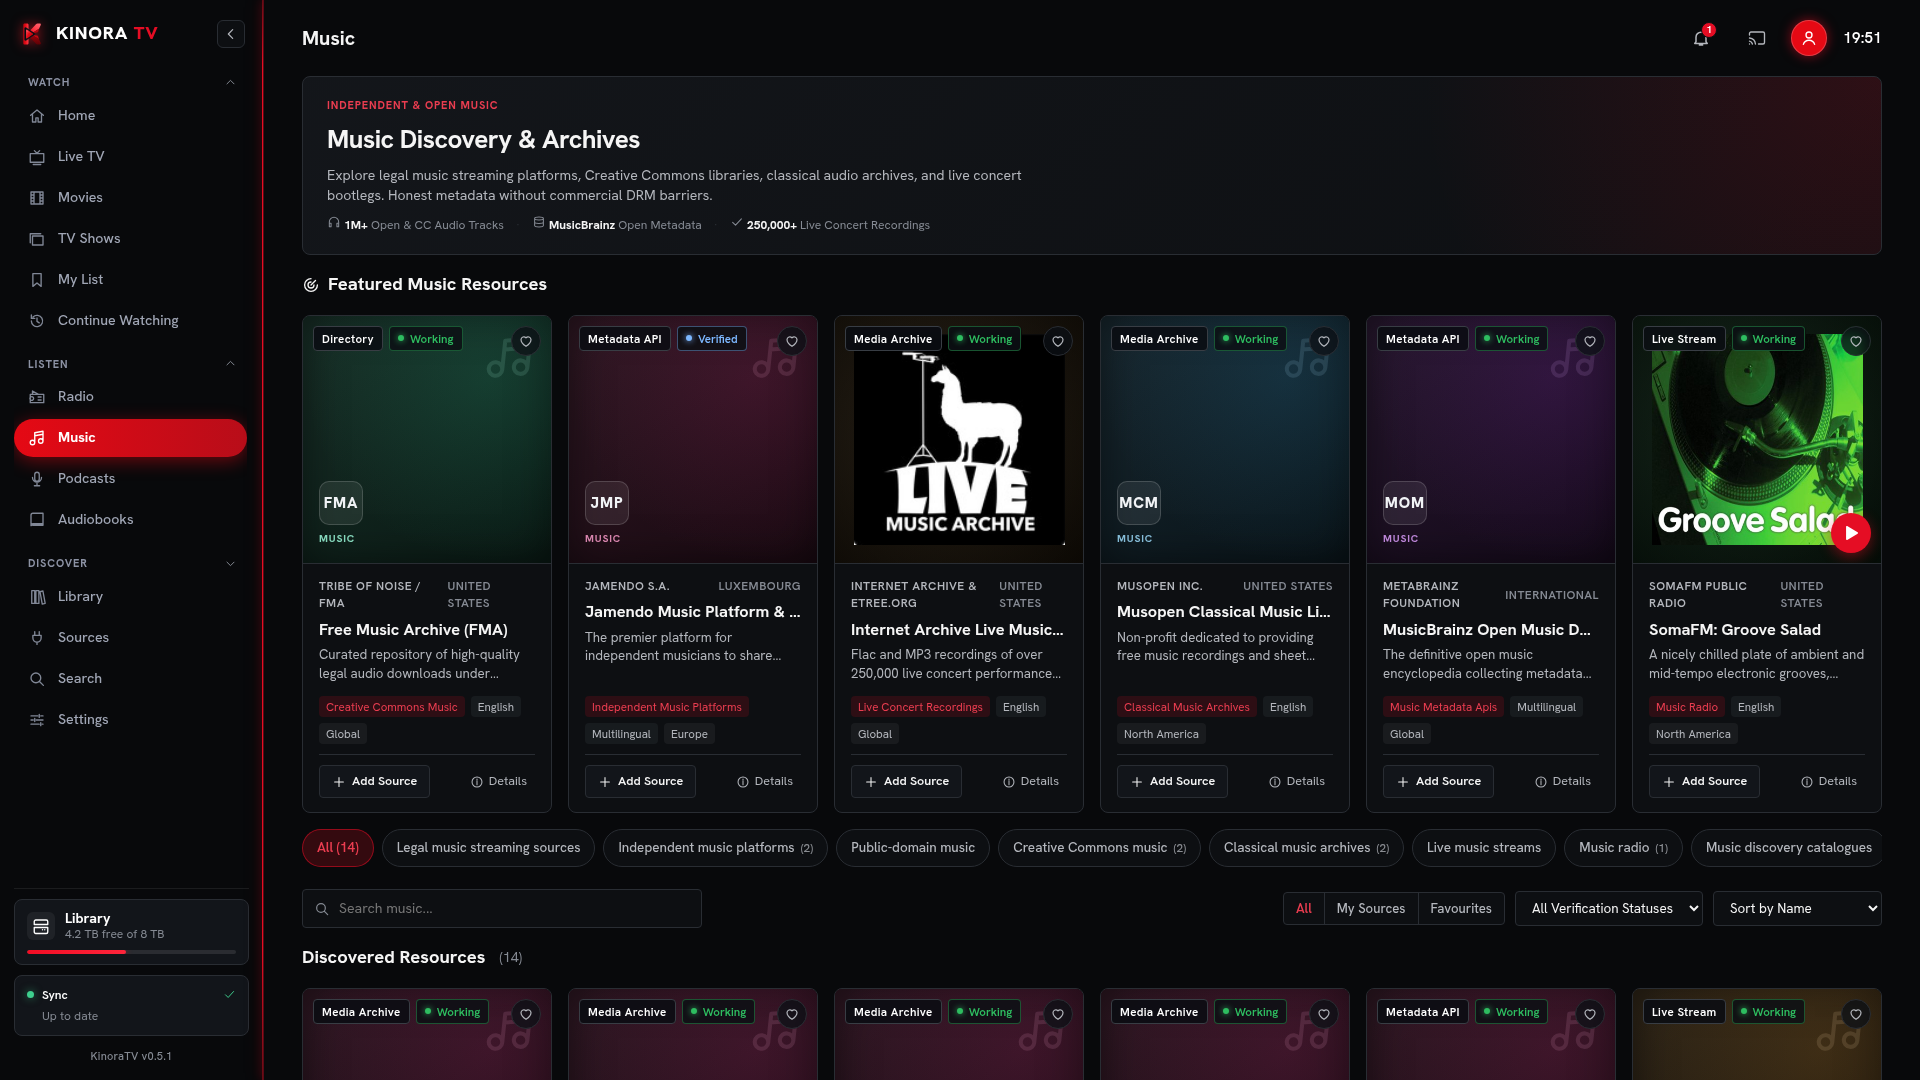 KINORA TV
WATCH
Home
Live TV
Movies
TV Shows
My List
Continue Watching
LISTEN
Radio
Music
Podcasts
Audiobooks
DISCOVER
Library
Sources
Search
Settings
Library
4.2 TB free of 8 TB
Sync
Up to date
KinoraTV v0.5.1
Music
1
19:51
INDEPENDENT & OPEN MUSIC
Music Discovery & Archives
Explore legal music streaming platforms, Creative Commons libraries, classical audio archives, and live concert
bootlegs. Honest metadata without commercial DRM barriers.
1M+ Open & CC Audio Tracks
MusicBrainz Open Metadata
250,000+ Live Concert Recordings
Featured Music Resources
Directory
Working
FMA
MUSIC
TRIBE OF NOISE /
FMA
UNITED
STATES
Free Music Archive (FMA)
Curated repository of high-quality
legal audio downloads under...
Creative Commons Music
English
Global
Add Source
Details
Metadata API
Verified
JMP
MUSIC
JAMENDO S.A.
LUXEMBOURG
Jamendo Music Platform & ...
The premier platform for
independent musicians to share...
Independent Music Platforms
Multilingual
Europe
Add Source
Details
Media Archive
Working
LIVE
MUSIC ARCHIVE
INTERNET ARCHIVE &
ETREE.ORG
UNITED
STATES
Internet Archive Live Music...
Flac and MP3 recordings of over
250,000 live concert performance...
Live Concert Recordings
English
Global
Add Source
Details
Media Archive
Working
MCM
MUSIC
MUSOPEN INC.
UNITED STATES
Musopen Classical Music Li...
Non-profit dedicated to providing
free music recordings and sheet...
Classical Music Archives
English
North America
Add Source
Details
Metadata API
Working
MOM
MUSIC
METABRAINZ
FOUNDATION
INTERNATIONAL
MusicBrainz Open Music D...
The definitive open music
encyclopedia collecting metadata...
Music Metadata Apis
Multilingual
Global
Add Source
Details
Live Stream
Working
Groove Salad
SOMAFM PUBLIC
RADIO
UNITED
STATES
SomaFM: Groove Salad
A nicely chilled plate of ambient and
mid-tempo electronic grooves,...
Music Radio
English
North America
Add Source
Details
All (14)
Legal music streaming sources
Independent music platforms (2)
Public-domain music
Creative Commons music (2)
Classical music archives (2)
Live music streams
Music radio (1)
Music discovery catalogues
Search music...
All
My Sources
Favourites
All Verification Statuses
Sort by Name
Discovered Resources (14)
Media Archive
Working
Media Archive
Working
Media Archive
Working
Media Archive
Working
Metadata API
Working
Live Stream
Working